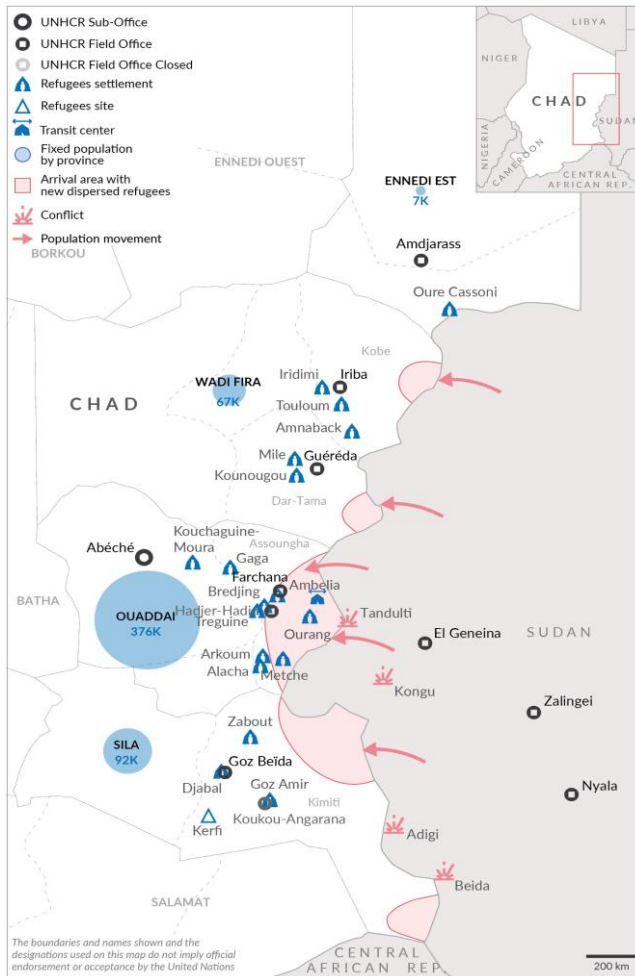 UNHCR Sub-Office
UNHCR Field Office
UNHCR Field Office Closed
Refugees settlement
Refugees site
Transit center
Fixed population
by province
Arrival area with
new dispersed refugees
Conflict
Population movement
LIBYA
NIGER
CHAD
SUDAN
NIGERIA
CAMEROON
CENTRAL
AFRICAN REP.
ENNEDI OUEST
ENNEDI EST
7K
BORKOU
Amdjarass
Oure Cassoni
Kobe
WADI FIRA
67K
Iridimi
Iriba
CHAD
Touloum
Amnaback
Mile
Guéréda
Kounougou
Dar-Tama
Kouchaguine-
Moura
Assoungha
Abéché
Gaga
Farchana
Ambelia
BATHA
Bredjing
OUADDAI
376K
Hadjer-Hadid
Treguine
Tandulti
Ourang
El Geneina
SUDAN
Arkoum
Alacha
Metche
Kongu
Zalingei
Zabout
SILA
92K
Goz Beïda
Djabal
Goz Amir
Nyala
Kimiti
Koukou-Angarana
Kerfi
Adigi
Beida
SALAMAT
The boundaries and names shown and the
designations used on this map do not imply official
endorsement or acceptance by the United Nations
CENTRAL
AFRICAN REP.
200 km